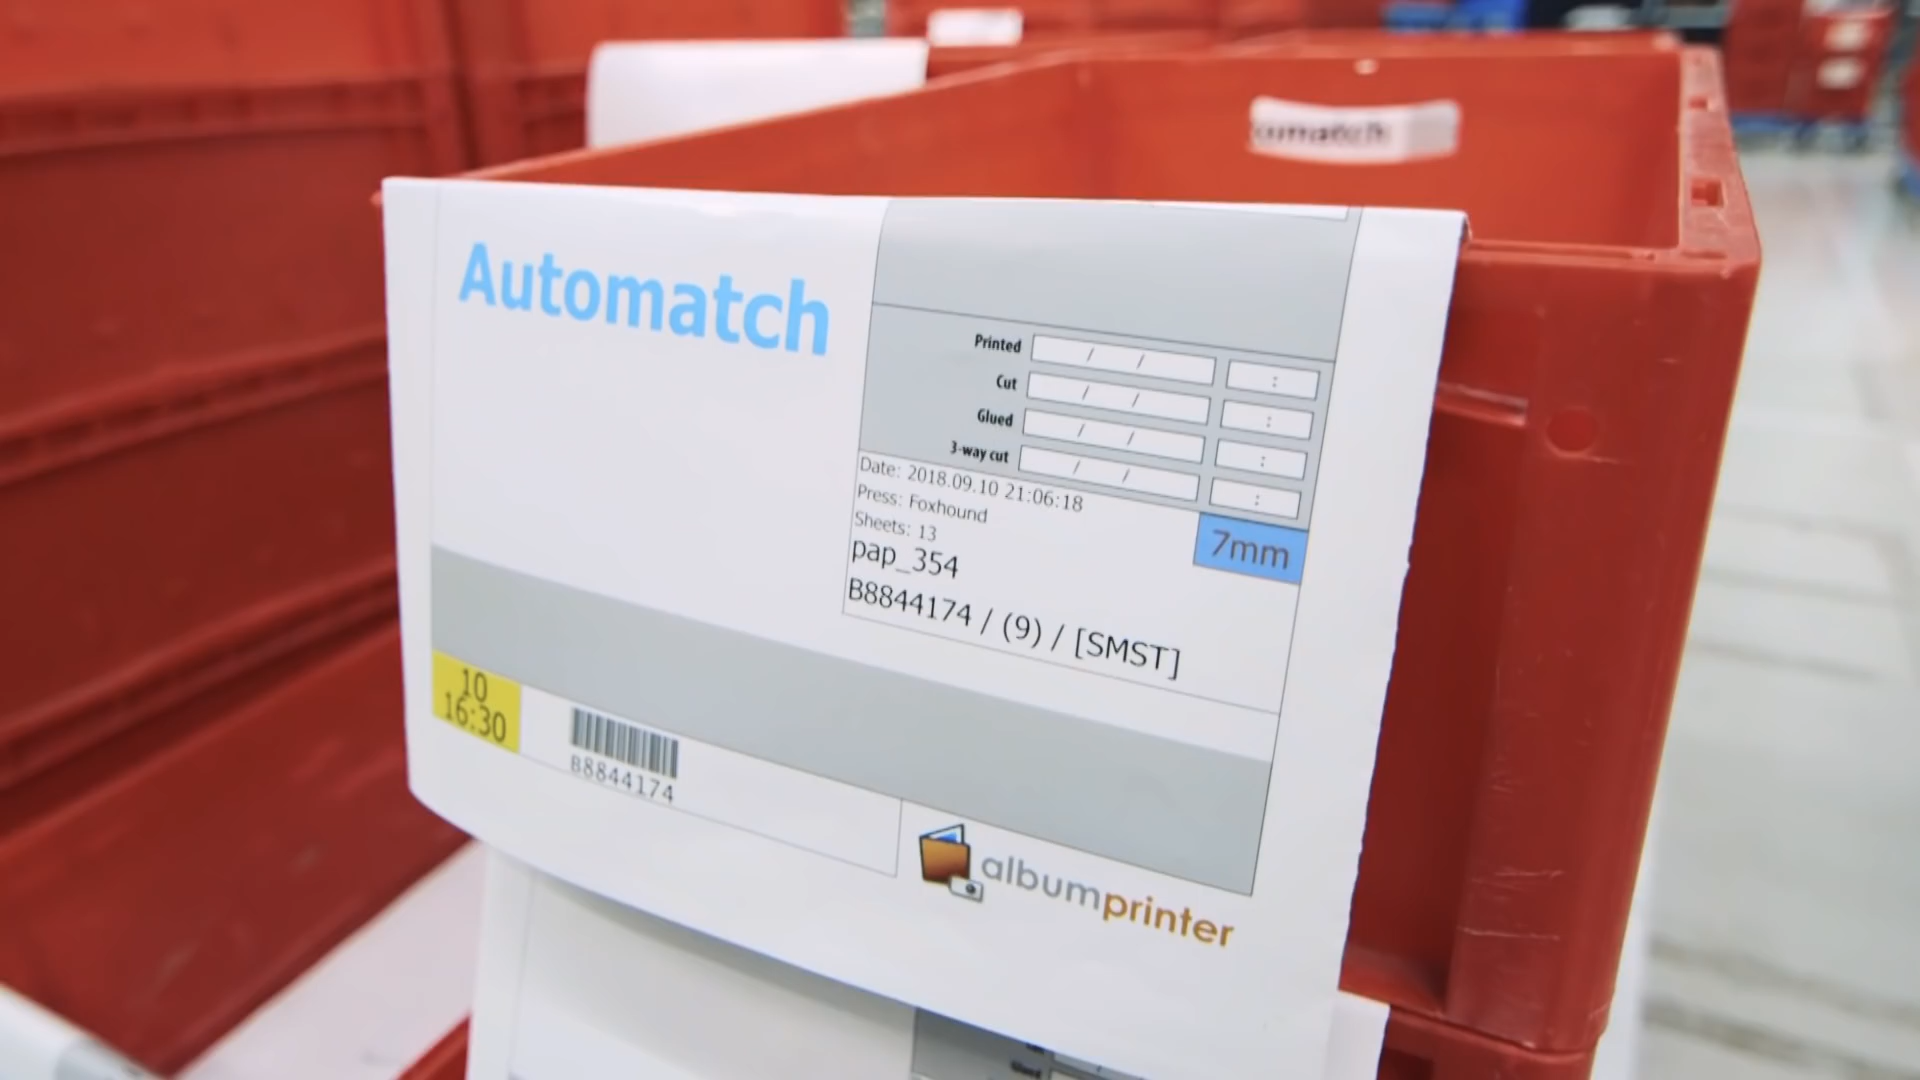 Automatch
Printed / / :
Cut / / :
Glued / / :
3-way cut / / :
Date: 2018.09.10 21:06:18
Press: Foxhound
Sheets: 13
7mm
pap_354
B8844174 / (9) / [SMST]
10
16:30
B8844174
albumprinter